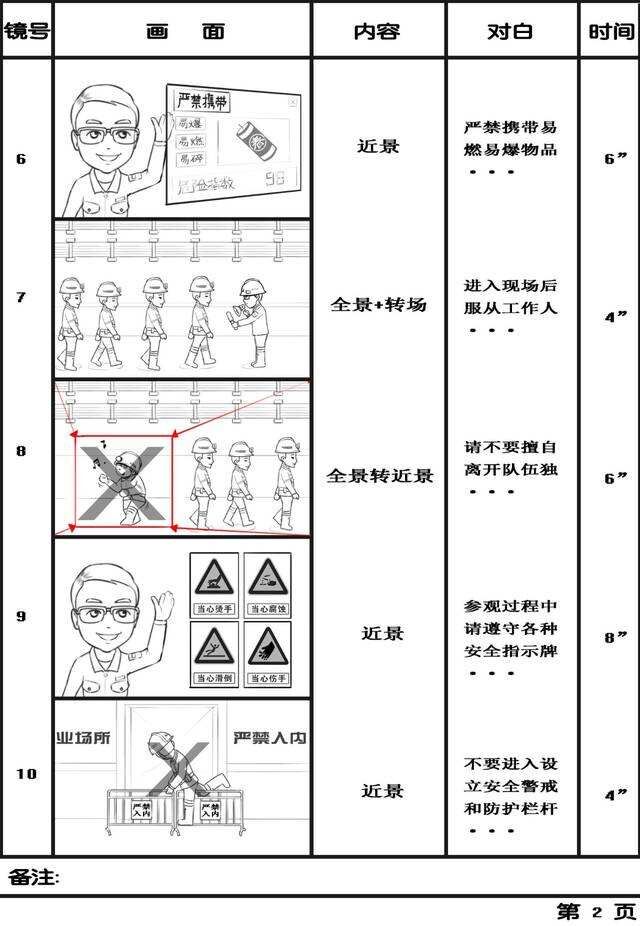 镜号 画面 内容 对白 时间
6
严禁携带
易爆
易燃
易碎
安全指数 98
近景
严禁携带易
燃易爆物品
...
6”
7
全景+转场
进入现场后
服从工作人
...
4”
8
全景转近景
请不要擅自
离开队伍独
...
6”
9
当心烫手 当心腐蚀
当心滑倒 当心伤手
近景
参观过程中
请遵守各种
安全指示牌
...
8”
10
业场所 严禁入内
严禁
入内
严禁
入内
近景
不要进入设
立安全警戒
和防护栏杆
...
4”
备注:
第 2 页